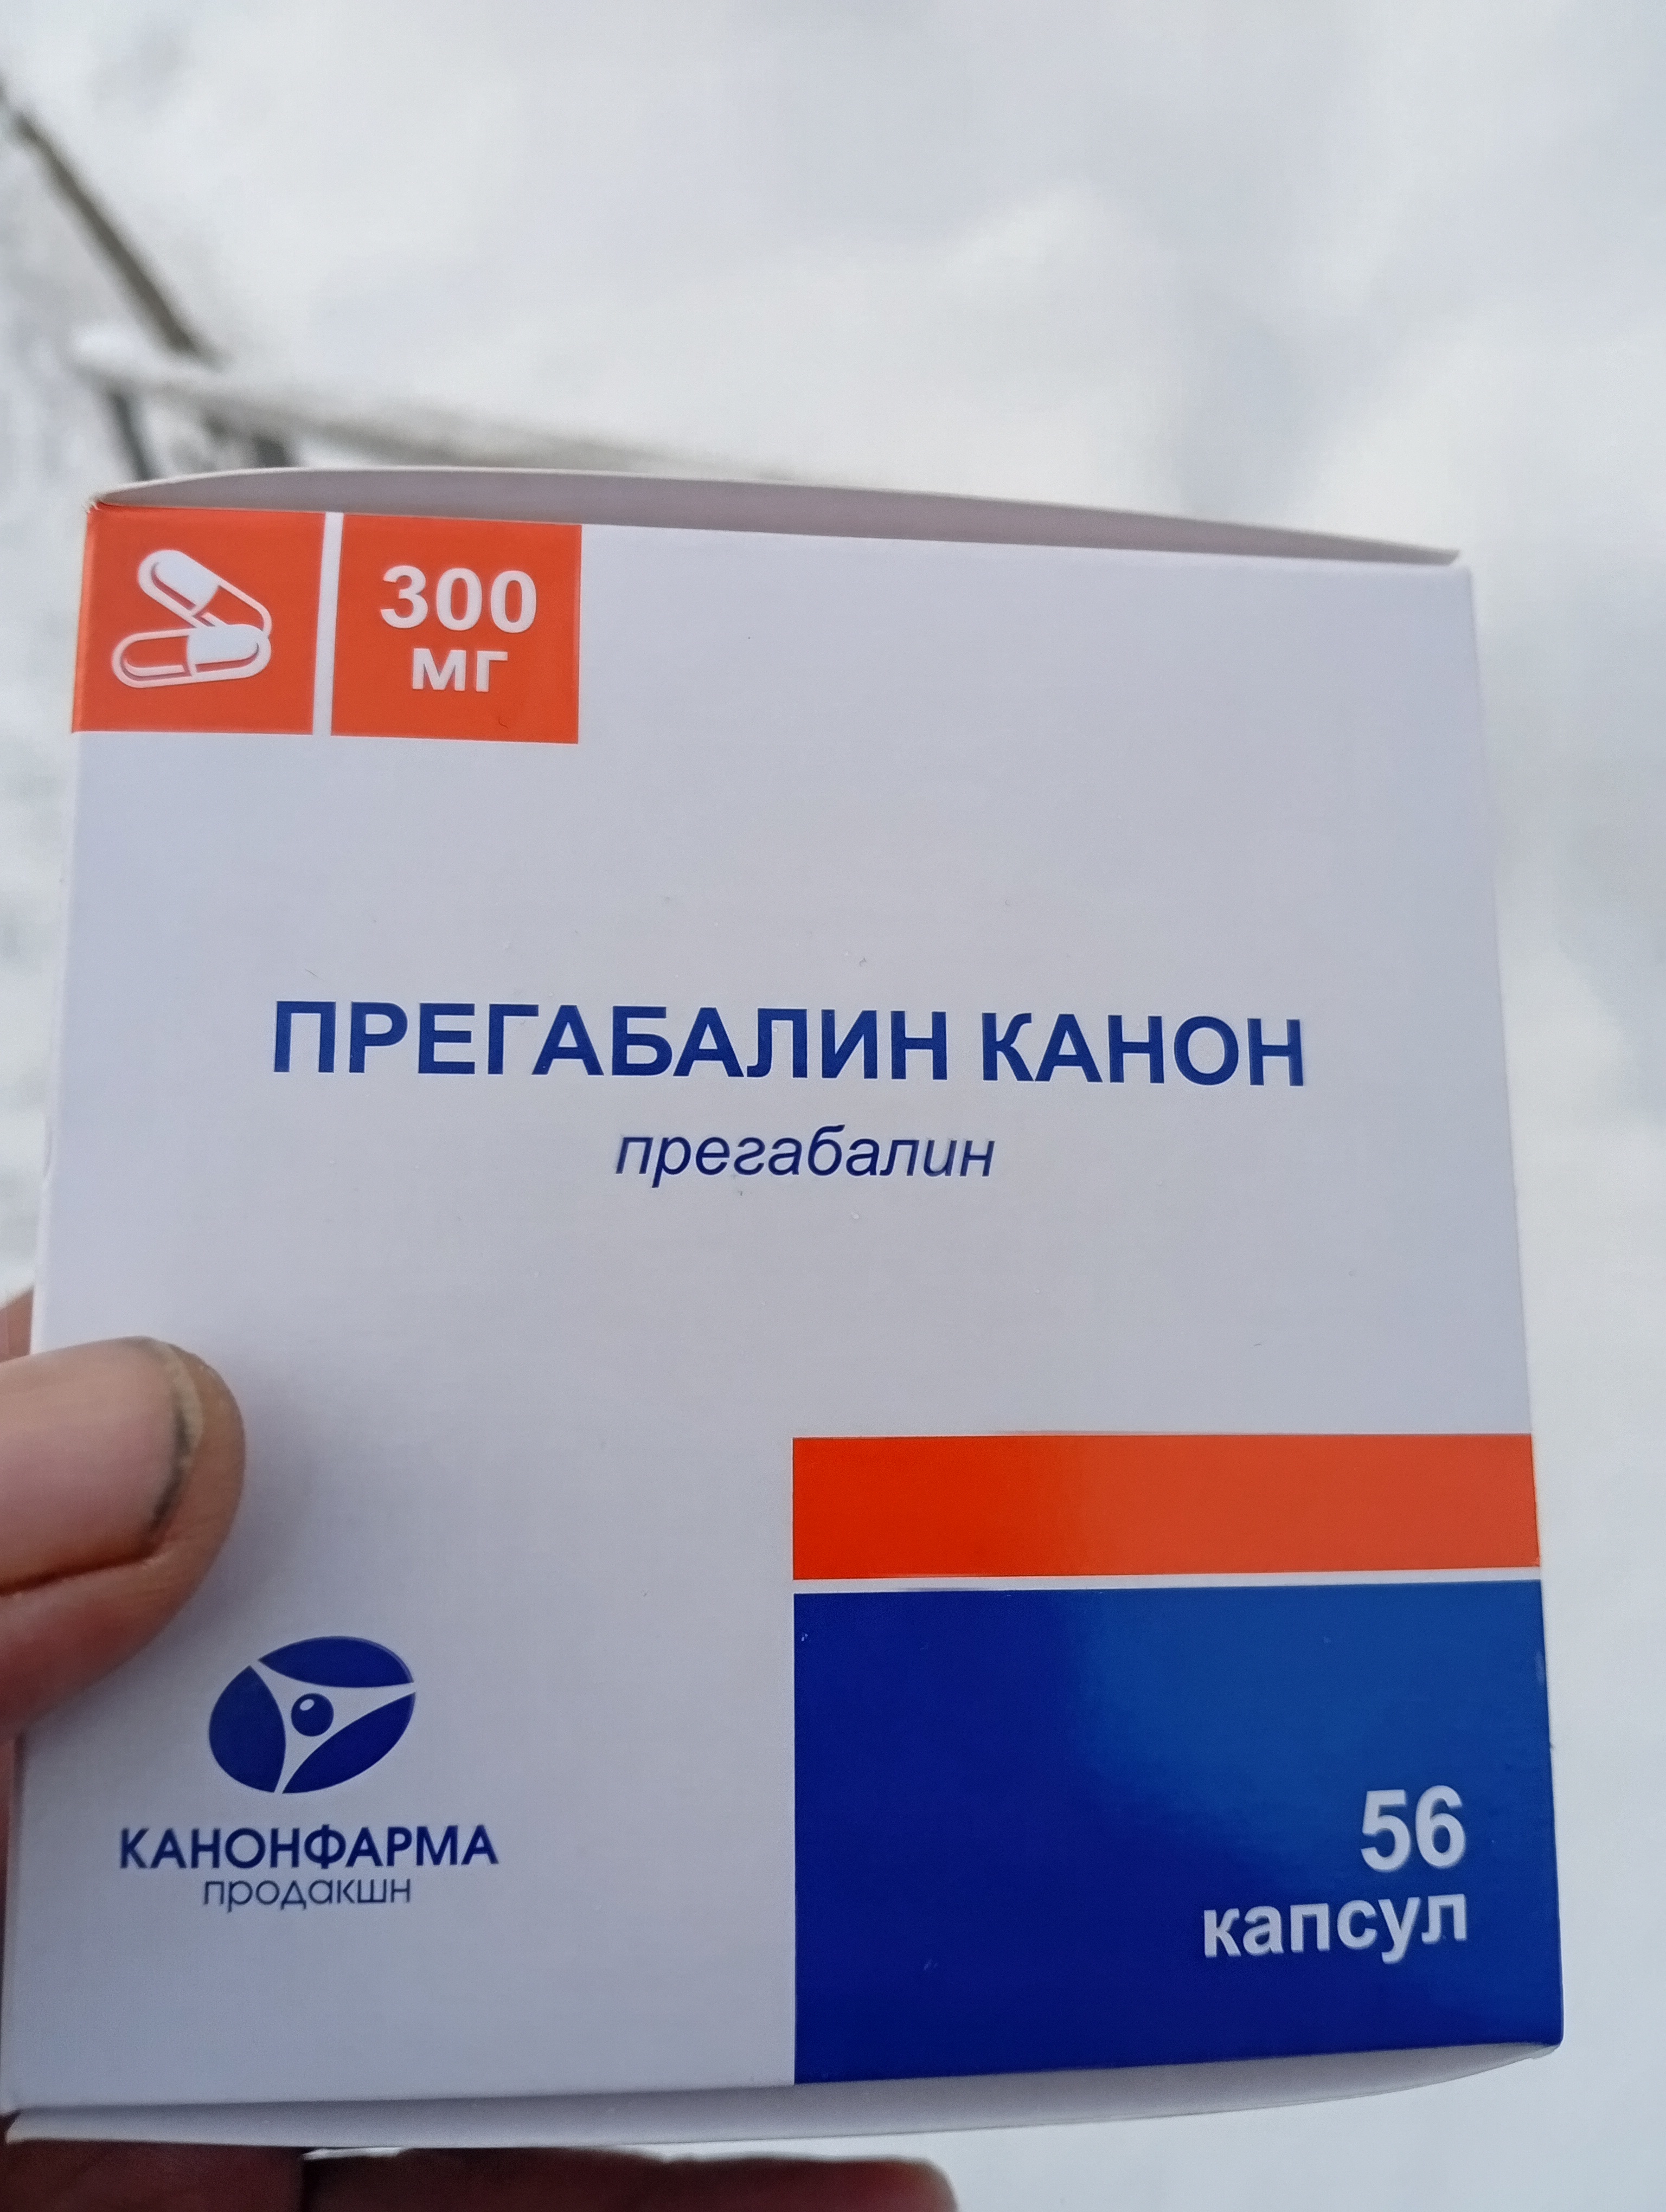 300
мг
ПРЕГАБАЛИН КАНОН
прегабалин
КАНОНФАРМА
продакшн
56
капсул